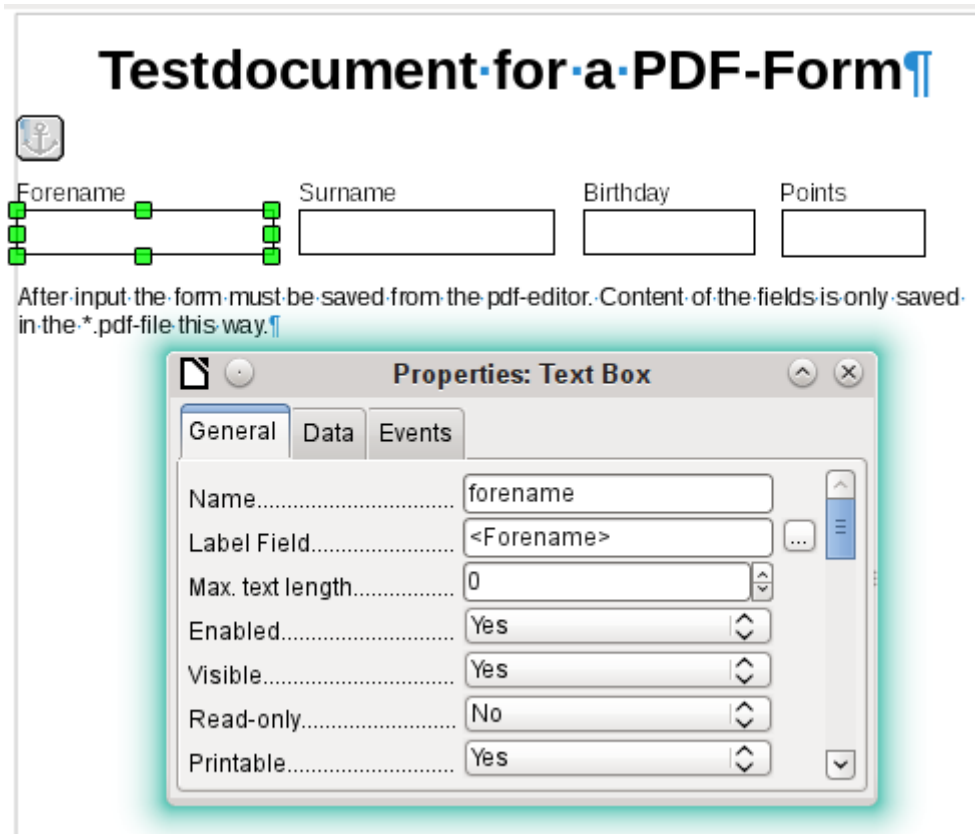 Testdocument·for·a·PDF-Form¶
Forename Surname Birthday Points
After·input·the·form·must·be·saved·from·the·pdf-editor.·Content·of·the·fields·is·only·saved·
in·the·*.pdf-file·this·way.¶
Properties: Text Box
General Data Events
Name................................. forename
Label Field........................ <Forename> ...
Max. text length................. 0
Enabled............................. Yes
Visible................................ Yes
Read-only.......................... No
Printable............................ Yes